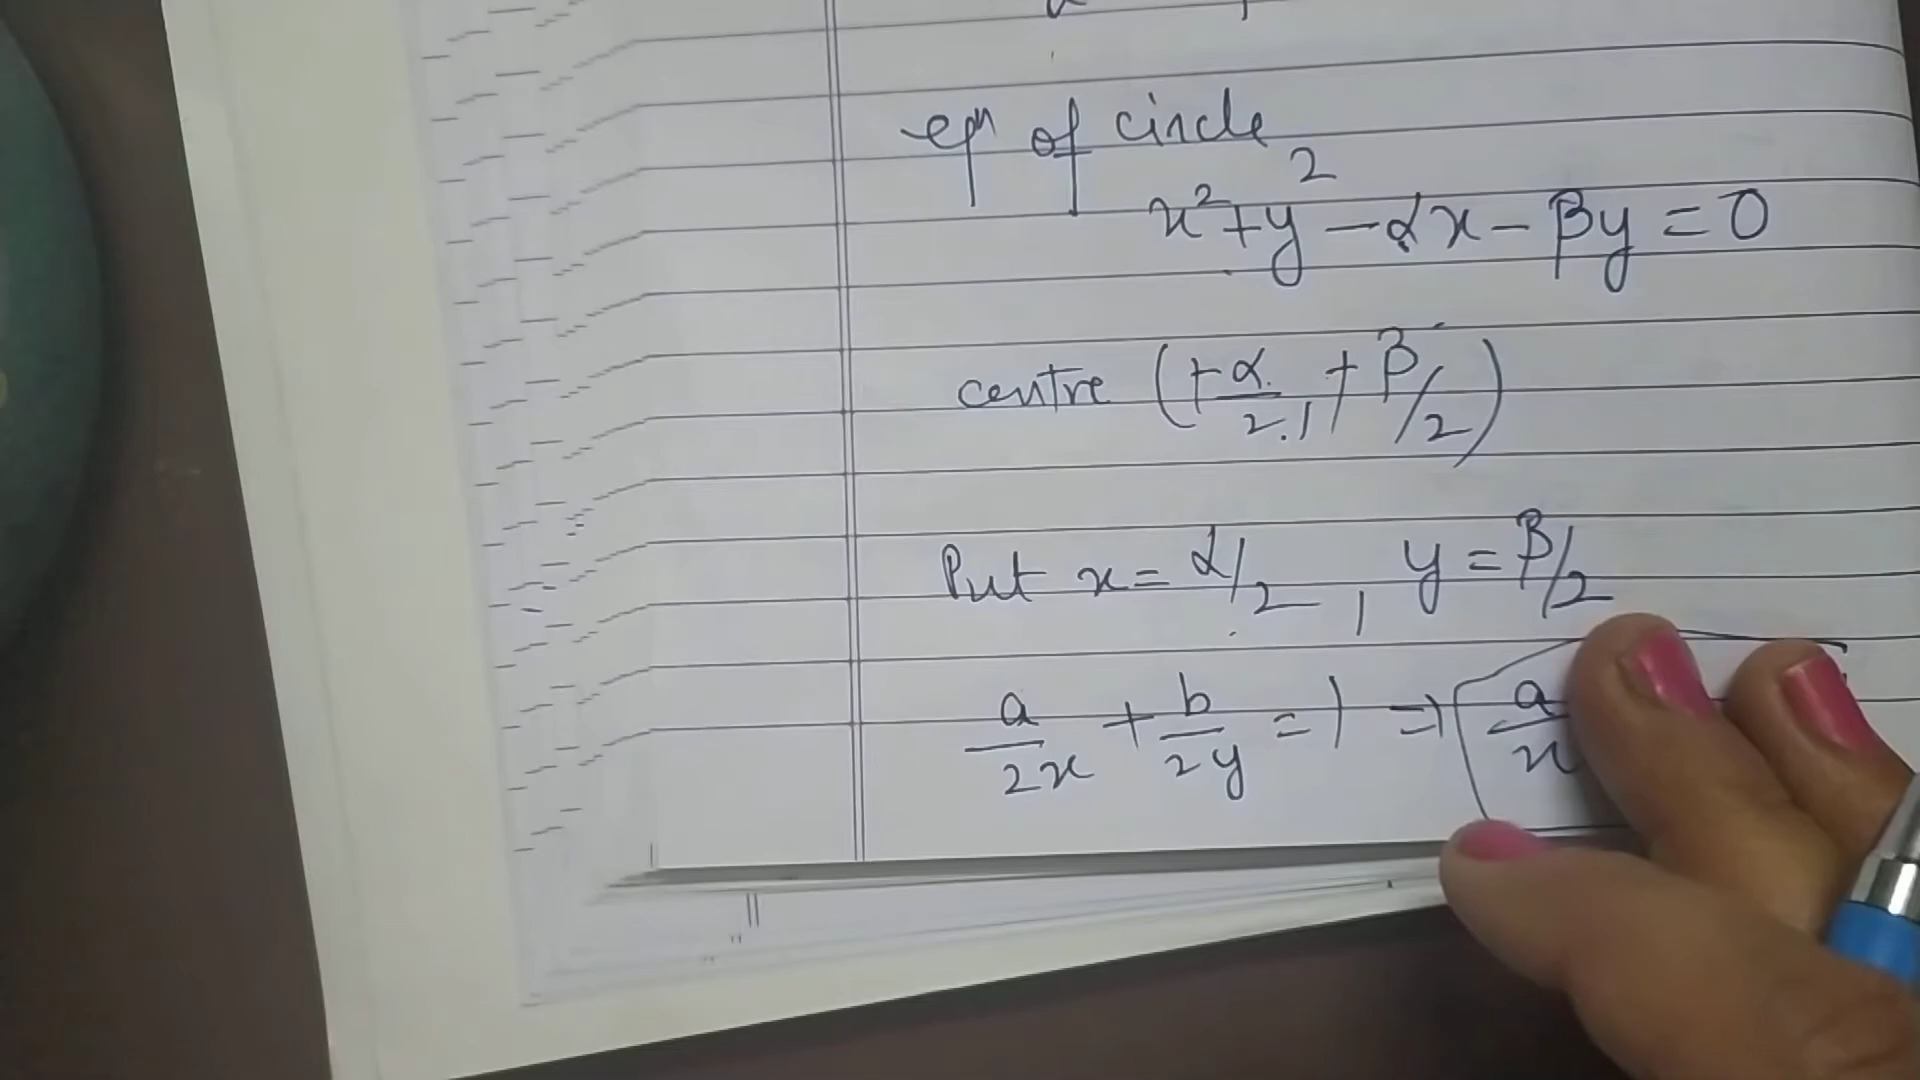 eqn of circle
x²+y²-αx-βy=0
centre (+α/2, +β/2)
Put x=α/2, y=β/2
a/2x + b/2y = 1 ⇒ a/x